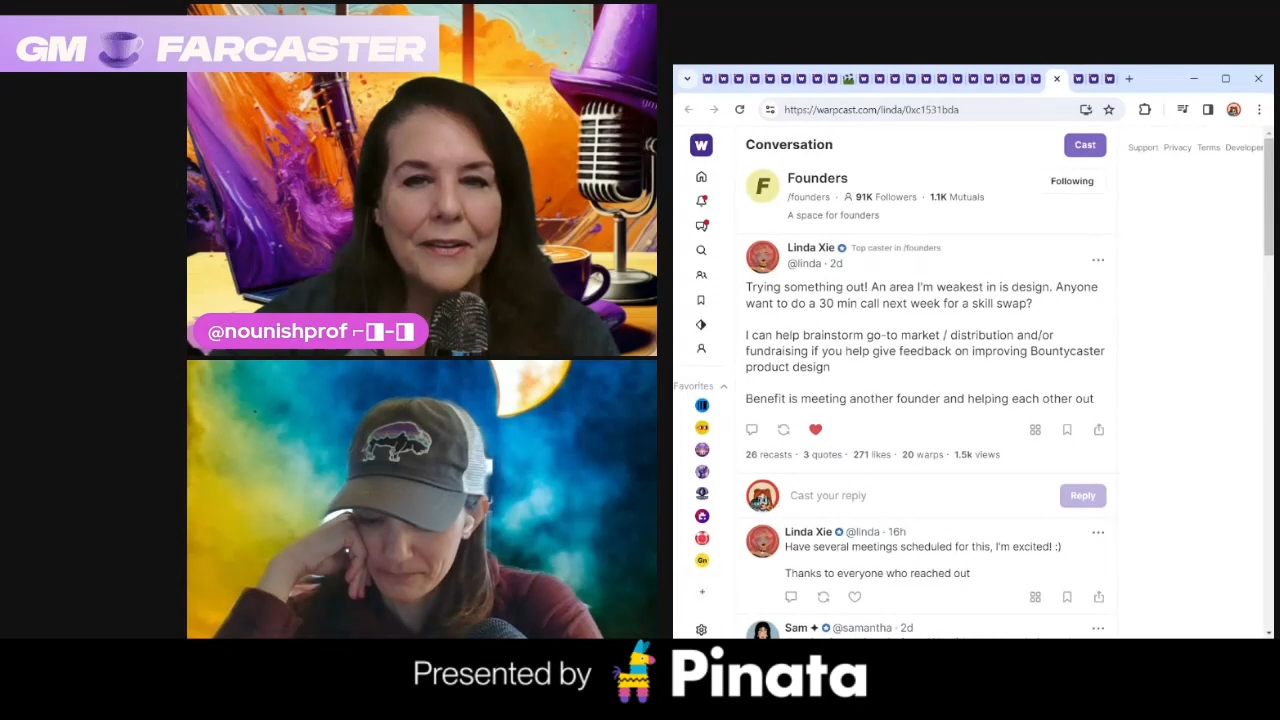 GM FARCASTER
@nounishprof
https://warpcast.com/linda/0xc1531bda
W
Conversation
Cast
Support Privacy Terms Developer
F
Founders
/founders · 91K Followers · 1.1K Mutuals
A space for founders
Following
Linda Xie Top caster in /founders
@linda · 2d
Trying something out! An area I'm weakest in is design. Anyone
want to do a 30 min call next week for a skill swap?
I can help brainstorm go-to market / distribution and/or
fundraising if you help give feedback on improving Bountycaster
product design
Benefit is meeting another founder and helping each other out
26 recasts · 3 quotes · 271 likes · 20 warps · 1.5k views
Favorites
Cast your reply
Reply
Linda Xie @linda · 16h
Have several meetings scheduled for this, I'm excited! :)
Thanks to everyone who reached out
Sam @samantha · 2d
Presented by Pinata